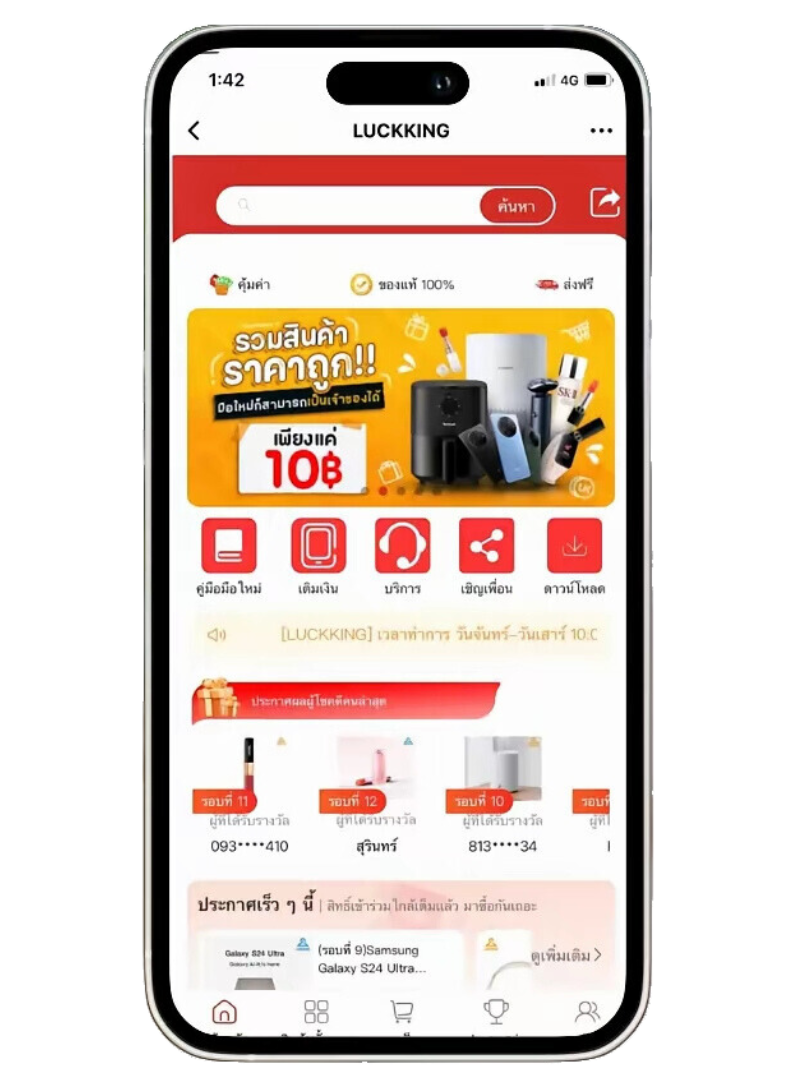 1:42
4G
LUCKKING
ค้นหา
คุ้มค่า
ของแท้ 100%
ส่งฟรี
รวมสินค้า
ราคาถูก!!
มือใหม่ก็สามารถเป็นเจ้าของได้
เพียงแค่
10฿
SK-II
คู่มือมือใหม่
เติมเงิน
บริการ
เชิญเพื่อน
ดาวน์โหลด
[LUCKKING] เวลาทำการ วันจันทร์-วันเสาร์ 10:0
ประกาศผลผู้โชคดีคนล่าสุด
รอบที่ 11
รอบที่ 12
รอบที่ 10
ผู้ที่ได้รับรางวัล
ผู้ที่ได้รับรางวัล
ผู้ที่ได้รับรางวัล
093****410
สุรินทร์
813****34
ประกาศเร็ว ๆ นี้ | สิทธิ์เข้าร่วมใกล้เต็มแล้ว มาซื้อกันเถอะ
Galaxy S24 Ultra
(รอบที่ 9)Samsung
Galaxy S24 Ultra...
ดูเพิ่มเติม >